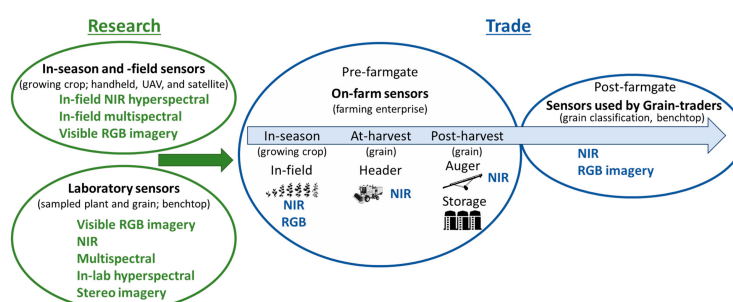 Research
In-season and -field sensors
(growing crop; handheld, UAV, and satellite)
In-field NIR hyperspectral
In-field multispectral
Visible RGB imagery
Laboratory sensors
(sampled plant and grain; benchtop)
Visible RGB imagery
NIR
Multispectral
In-lab hyperspectral
Stereo imagery
Trade
Pre-farmgate
On-farm sensors
(farming enterprise)
In-season
(growing crop)
In-field
NIR
RGB
At-harvest
(grain)
Header
NIR
Post-harvest
(grain)
Auger
NIR
Storage
Post-farmgate
Sensors used by Grain-traders
(grain classification, benchtop)
NIR
RGB imagery